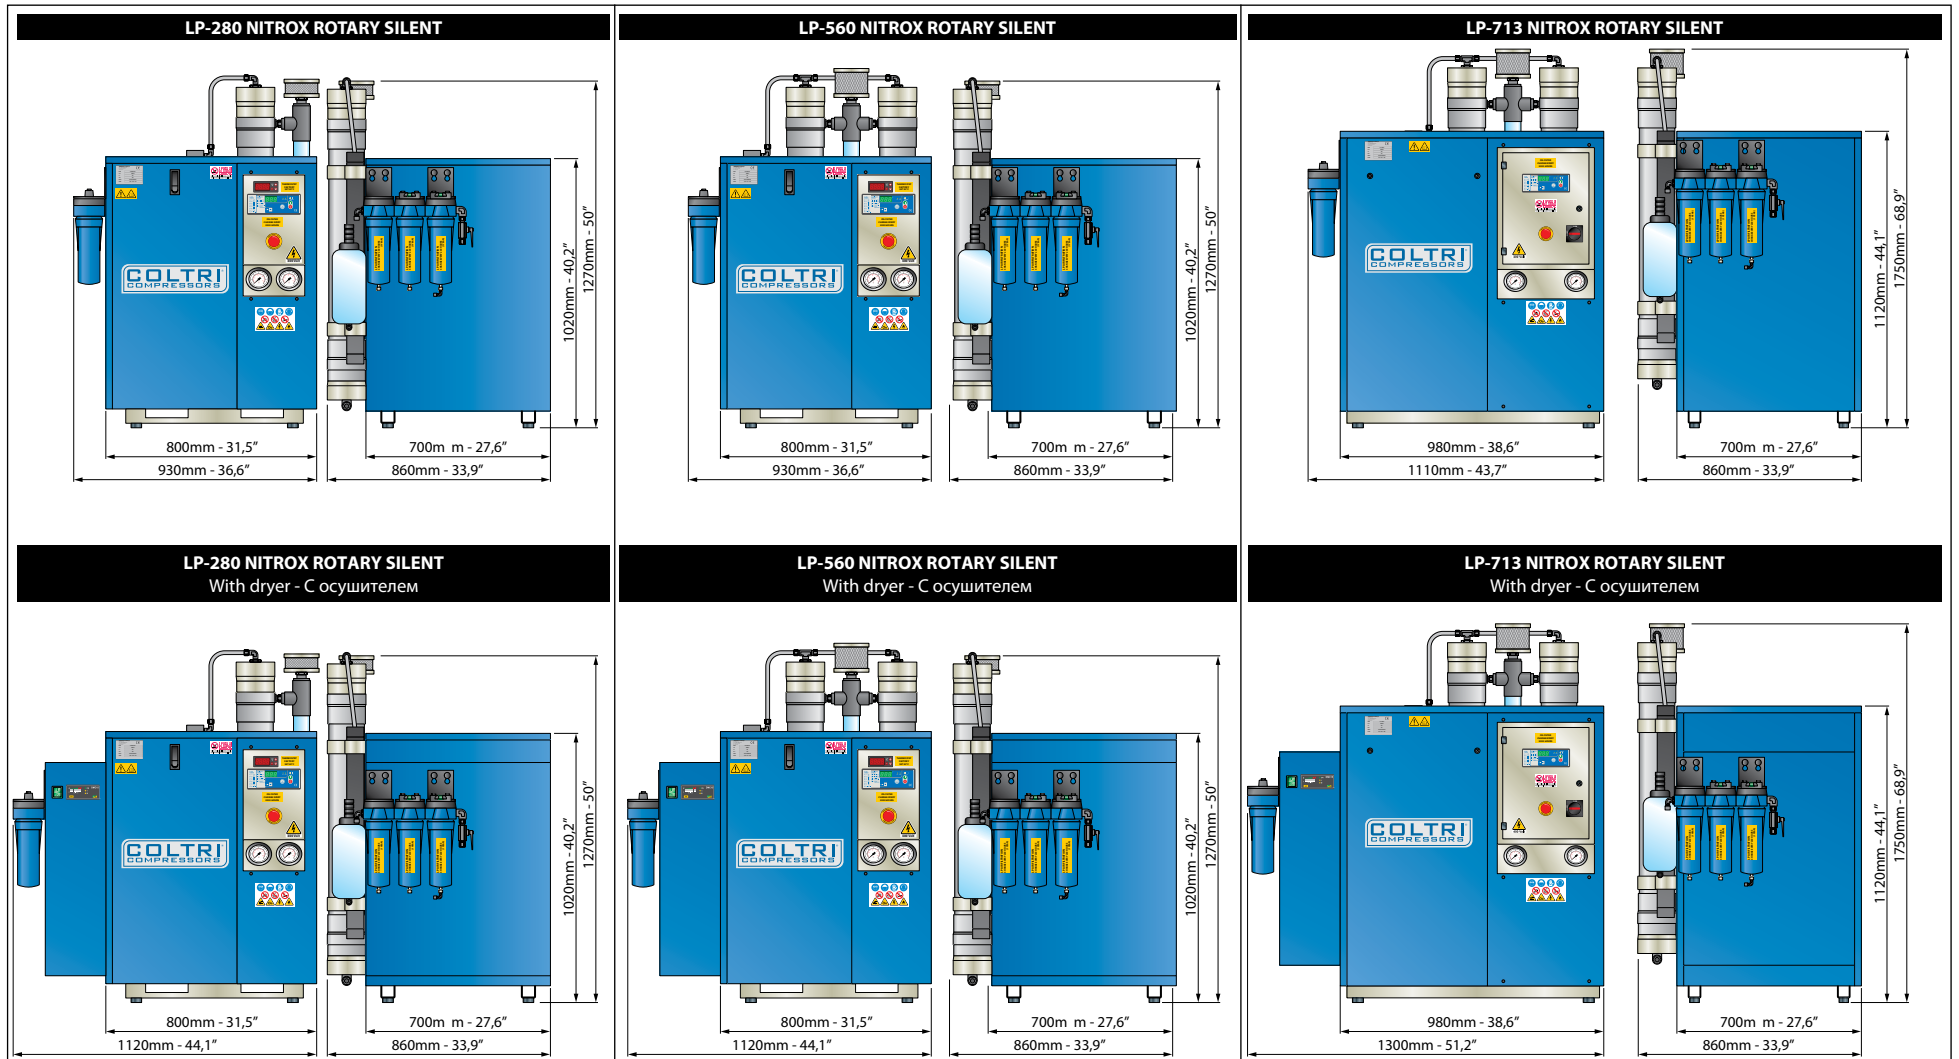 LP-280 NITROX ROTARY SILENT
COLTRI
COMPRESSORS
1020mm - 40,2”
1270mm - 50”
800mm - 31,5”
700m m - 27,6”
930mm - 36,6”
860mm - 33,9”
LP-560 NITROX ROTARY SILENT
COLTRI
COMPRESSORS
1020mm - 40,2”
1270mm - 50”
800mm - 31,5”
700m m - 27,6”
930mm - 36,6”
860mm - 33,9”
LP-713 NITROX ROTARY SILENT
COLTRI
COMPRESSORS
1120mm - 44,1”
1750mm - 68,9”
980mm - 38,6”
700m m - 27,6”
1110mm - 43,7”
860mm - 33,9”
LP-280 NITROX ROTARY SILENT
With dryer - С осушителем
COLTRI
COMPRESSORS
1020mm - 40,2”
1270mm - 50”
800mm - 31,5”
700m m - 27,6”
1120mm - 44,1”
860mm - 33,9”
LP-560 NITROX ROTARY SILENT
With dryer - С осушителем
COLTRI
COMPRESSORS
1020mm - 40,2”
1270mm - 50”
800mm - 31,5”
700m m - 27,6”
1120mm - 44,1”
860mm - 33,9”
LP-713 NITROX ROTARY SILENT
With dryer - С осушителем
COLTRI
COMPRESSORS
1120mm - 44,1”
1750mm - 68,9”
980mm - 38,6”
700m m - 27,6”
1300mm - 51,2”
860mm - 33,9”